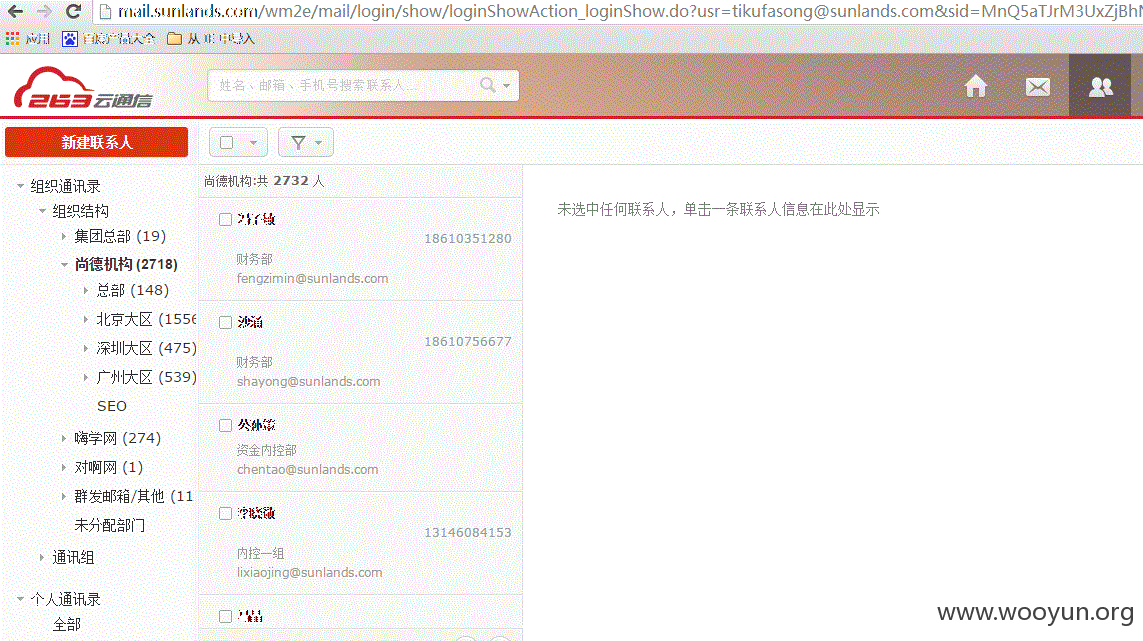 mail.sunlands.com/wm2e/mail/login/show/loginShowAction_loginShow.do?usr=tikufasong@sunlands.com&sid=MnQ5aTJrM3UxZjBhN
应用
263云通信
姓名、邮箱、手机号搜索联系人...
新建联系人
组织通讯录
组织结构
集团总部 (19)
尚德机构 (2718)
总部 (148)
北京大区 (1556
深圳大区 (475)
广州大区 (539)
SEO
嗨学网 (274)
对啊网 (1)
群发邮箱/其他 (11
未分配部门
通讯组
个人通讯录
全部
尚德机构:共 2732 人
18610351280
财务部
fengzimin@sunlands.com
18610756677
财务部
shayong@sunlands.com
资金内控部
chentao@sunlands.com
13146084153
内控一组
lixiaojing@sunlands.com
未选中任何联系人，单击一条联系人信息在此处显示
www.wooyun.org